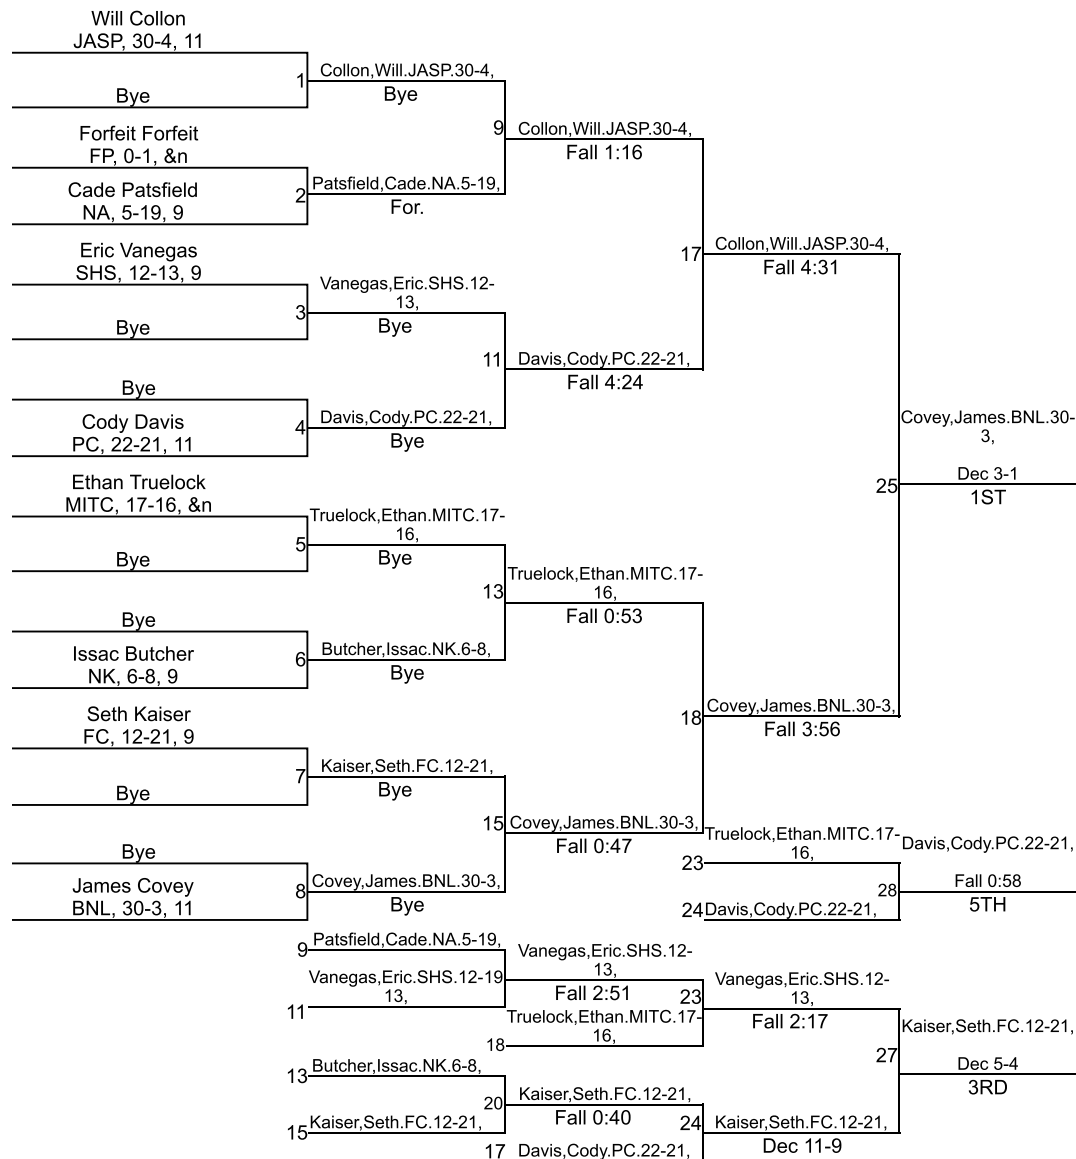 Will Collon
JASP, 30-4, 11
Bye
1
Collon,Will.JASP.30-4,
Bye
Forfeit Forfeit
FP, 0-1, &n
Cade Patsfield
NA, 5-19, 9
2
Patsfield,Cade.NA.5-19,
For.
9
Collon,Will.JASP.30-4,
Fall 1:16
Eric Vanegas
SHS, 12-13, 9
Bye
3
Vanegas,Eric.SHS.12-
13,
Bye
Bye
Cody Davis
PC, 22-21, 11
4
Davis,Cody.PC.22-21,
Bye
11
Davis,Cody.PC.22-21,
Fall 4:24
17
Collon,Will.JASP.30-4,
Fall 4:31
Ethan Truelock
MITC, 17-16, &n
Bye
5
Truelock,Ethan.MITC.17-
16,
Bye
Bye
Issac Butcher
NK, 6-8, 9
6
Butcher,Issac.NK.6-8,
Bye
13
Truelock,Ethan.MITC.17-
16,
Fall 0:53
Seth Kaiser
FC, 12-21, 9
Bye
7
Kaiser,Seth.FC.12-21,
Bye
Bye
James Covey
BNL, 30-3, 11
8
Covey,James.BNL.30-3,
Bye
15
Covey,James.BNL.30-3,
Fall 0:47
18
Covey,James.BNL.30-3,
Fall 3:56
25
Covey,James.BNL.30-
3,
Dec 3-1
1ST
23
Truelock,Ethan.MITC.17-
16,
24
Davis,Cody.PC.22-21,
28
Davis,Cody.PC.22-21,
Fall 0:58
5TH
9
Patsfield,Cade.NA.5-19,
11
Vanegas,Eric.SHS.12-
13,
19
Vanegas,Eric.SHS.12-
13,
Fall 2:51
18
Truelock,Ethan.MITC.17-
16,
23
Vanegas,Eric.SHS.12-
13,
Fall 2:17
13
Butcher,Issac.NK.6-8,
15
Kaiser,Seth.FC.12-21,
20
Kaiser,Seth.FC.12-21,
Fall 0:40
17
Davis,Cody.PC.22-21,
24
Kaiser,Seth.FC.12-21,
Dec 11-9
27
Kaiser,Seth.FC.12-21,
Dec 5-4
3RD